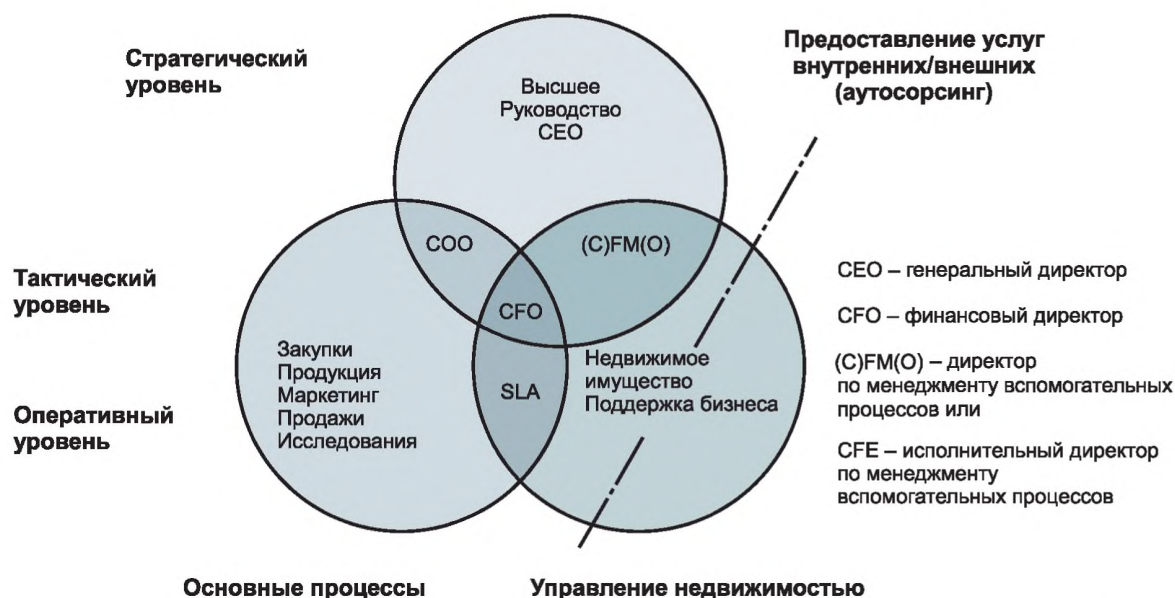 Стратегический
уровень
Предоставление услуг
внутренних/внешних
(аутосорсинг)
Высшее
Руководство
CEO
COO
(C)FM(O)
Тактический
уровень
CFO
CEO – генеральный директор
CFO – финансовый директор
(C)FM(O) – директор
по менеджменту вспомогательных
процессов или
CFE – исполнительный директор
по менеджменту
вспомогательных процессов
Закупки
Продукция
Маркетинг
Продажи
Исследования
SLA
Недвижимое
имущество
Поддержка бизнеса
Оперативный
уровень
Основные процессы
Управление недвижимостью